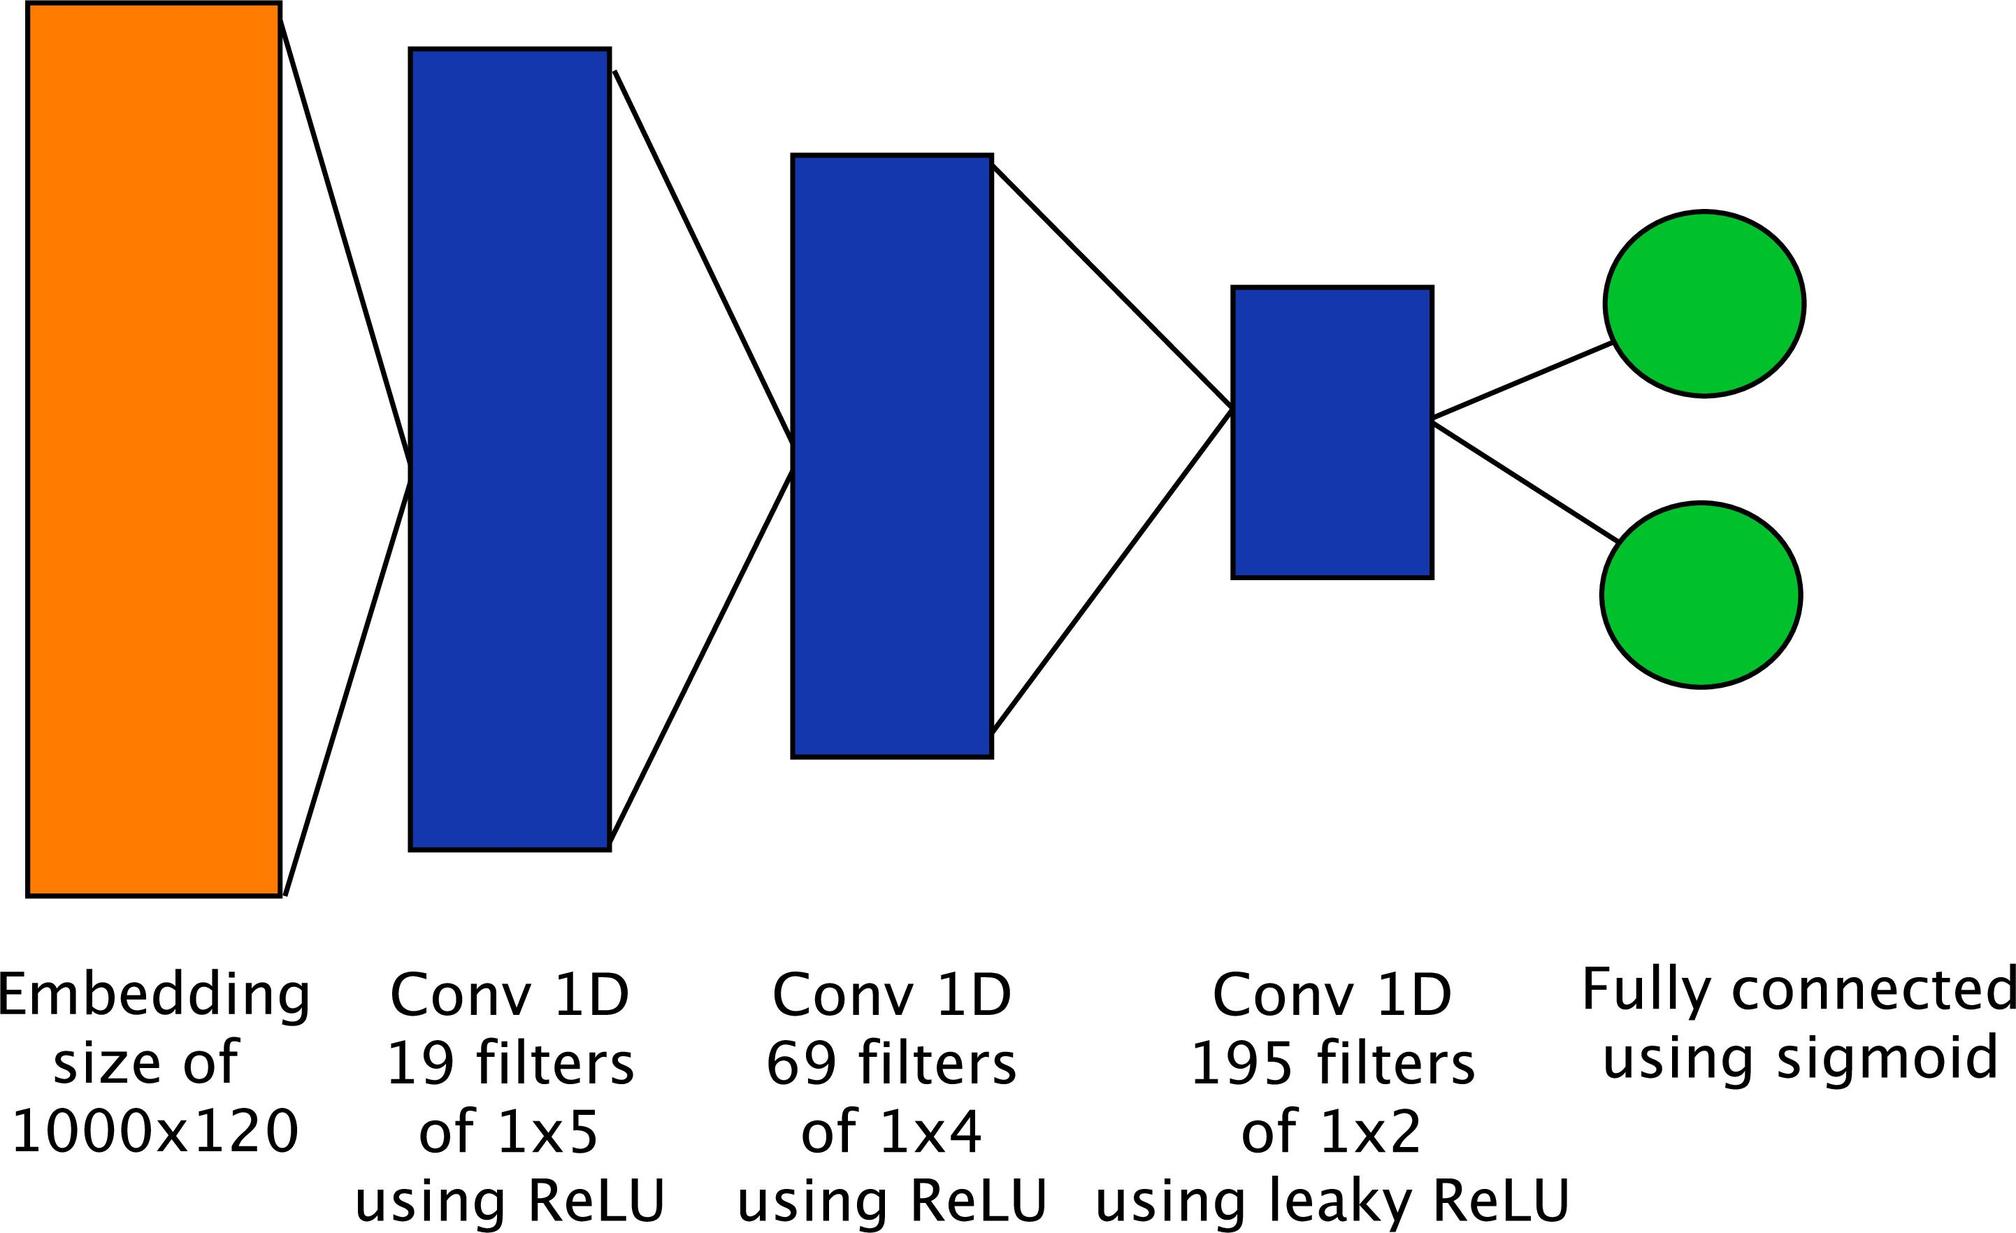 Embedding
size of
1000x120
Conv 1D
19 filters
of 1x5
using ReLU
Conv 1D
69 filters
of 1x4
using ReLU
Conv 1D
195 filters
of 1x2
using leaky ReLU
Fully connected
using sigmoid